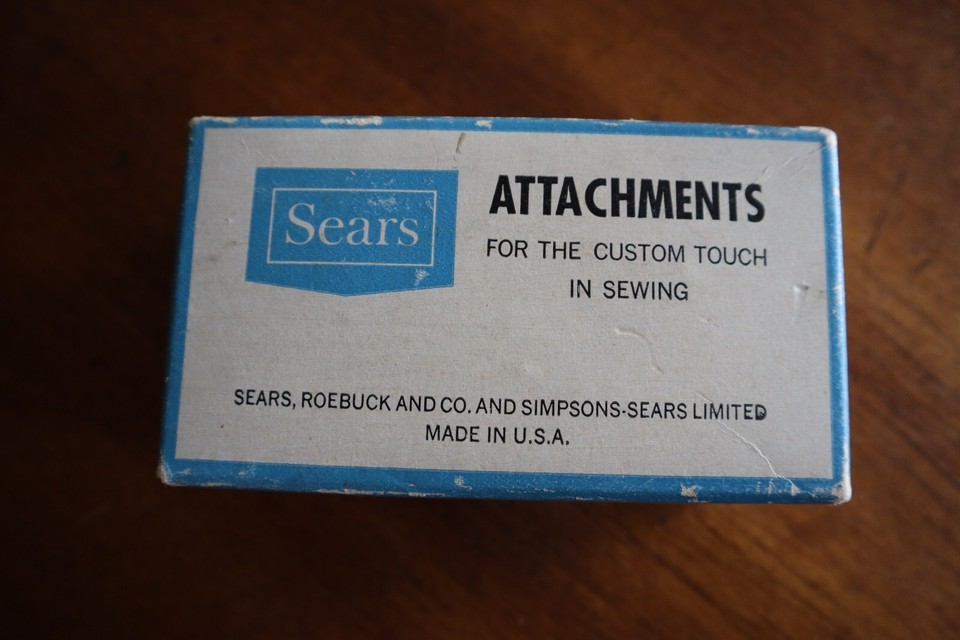 Sears
ATTACHMENTS
FOR THE CUSTOM TOUCH
IN SEWING
SEARS, ROEBUCK AND CO. AND SIMPSONS-SEARS LIMITED
MADE IN U.S.A.